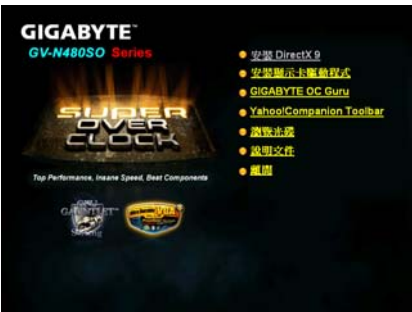 GIGABYTE™
GV-N480SO Series
SUPER
OVER
CLOCK
Top Performance, Insane Speed, Best Components
安裝 DirectX 9
安裝顯示卡驅動程式
GIGABYTE OC Guru
Yahoo!Companion Toolbar
瀏覽光碟
說明文件
離開